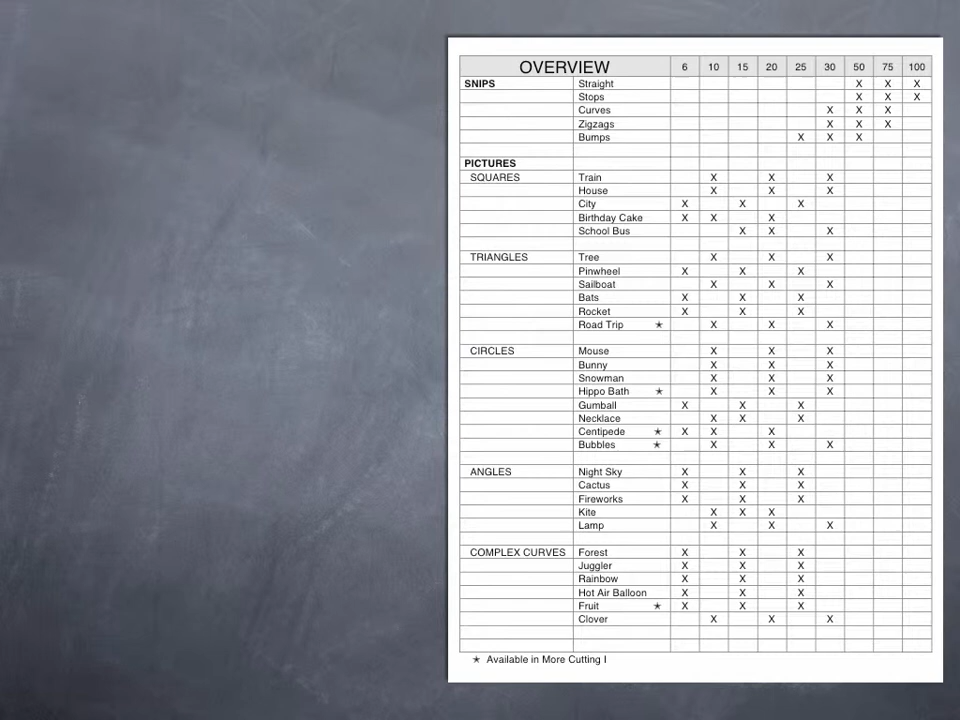 OVERVIEW 6 10 15 20 25 30 50 75 100
SNIPS Straight X X X
Stops X X X
Curves X X X
Zigzags X X X
Bumps X X X
PICTURES
SQUARES Train X X X
House X X X
City X X X
Birthday Cake X X X
School Bus X X X
TRIANGLES Tree X X X
Pinwheel X X X
Sailboat X X X
Bats X X X
Rocket X X X
Road Trip ★ X X X
CIRCLES Mouse X X X
Bunny X X X
Snowman X X X
Hippo Bath ★ X X X
Gumball X X X
Necklace X X X
Centipede ★ X X X
Bubbles ★ X X X
ANGLES Night Sky X X X
Cactus X X X
Fireworks X X X
Kite X X X
Lamp X X X
COMPLEX CURVES Forest X X X
Juggler X X X
Rainbow X X X
Hot Air Balloon X X X
Fruit ★ X X X
Clover X X X
★ Available in More Cutting I